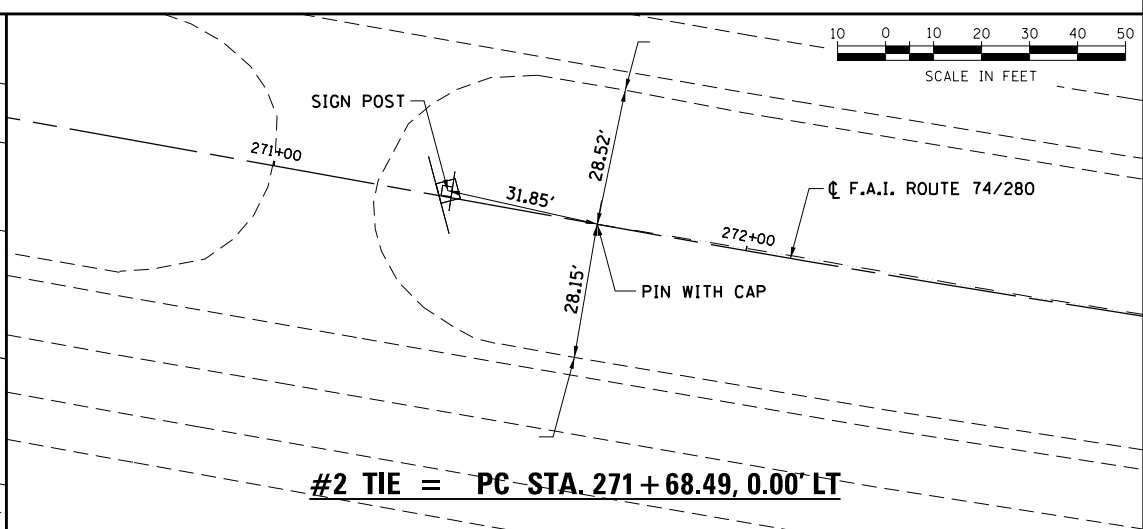 10 0 10 20 30 40 50
SCALE IN FEET
SIGN POST
271+00
28.52'
31.85'
℄ F.A.I. ROUTE 74/280
272+00
28.15'
PIN WITH CAP
#2 TIE = PC STA. 271+68.49, 0.00' LT